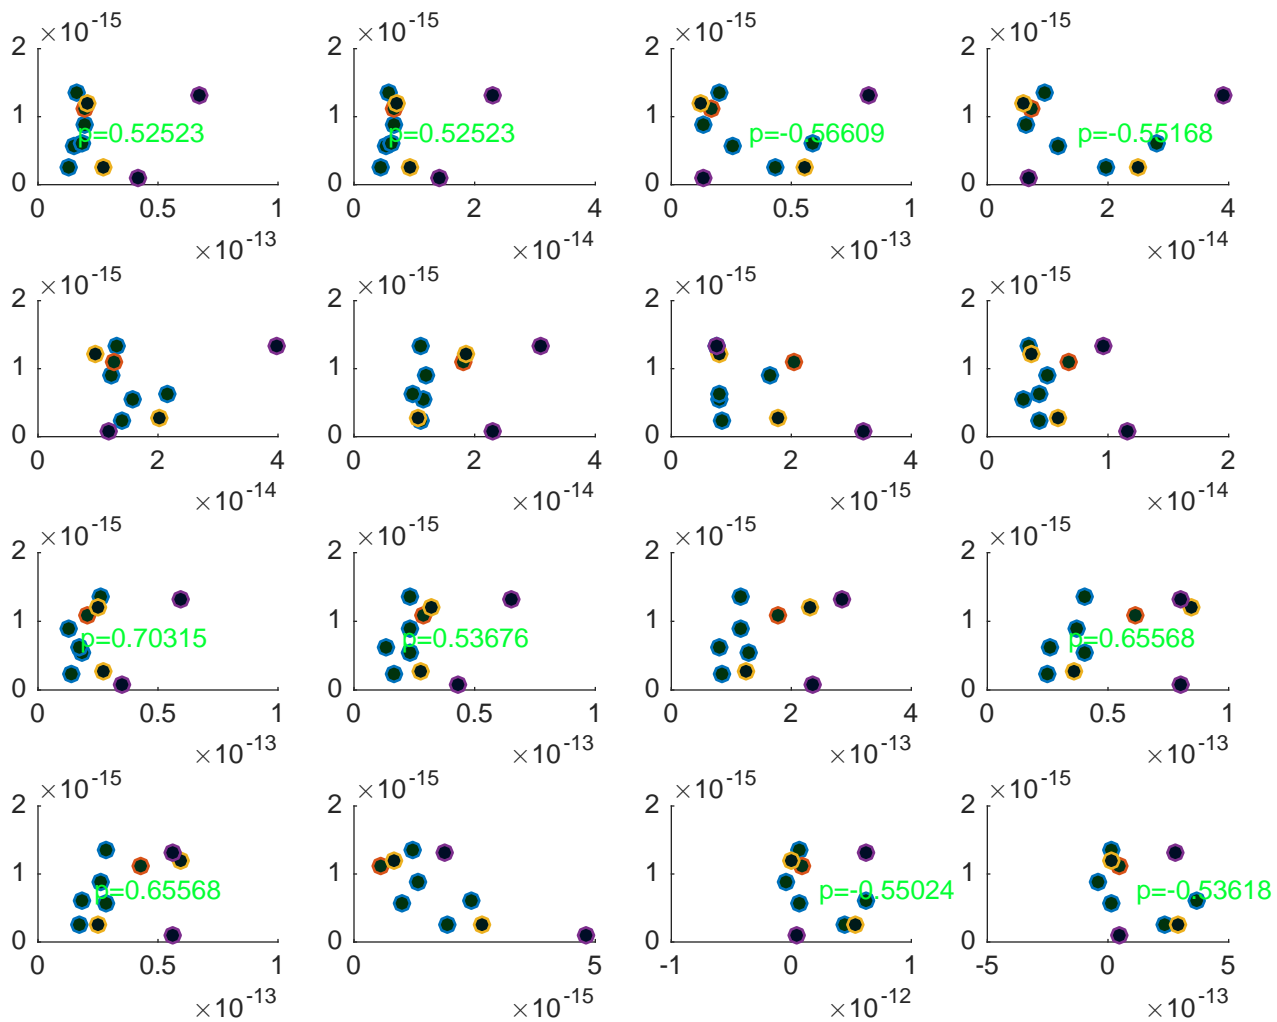 ×10-15 ×10-15 ×10-15 ×10-15
2 2 2 2
1 1 1 1
p=0.52523 p=0.52523 p=-0.56609 p=-0.55168
0 0 0 0
0 0.5 1 0 2 4 0 0.5 1 0 2 4
×10-13 ×10-14 ×10-13 ×10-14
×10-15 ×10-15 ×10-15 ×10-15
2 2 2 2
1 1 1 1
0 0 0 0
0 2 4 0 2 4 0 2 4 0 1 2
×10-14 ×10-14 ×10-15 ×10-14
×10-15 ×10-15 ×10-15 ×10-15
2 2 2 2
1 1 1 1
p=0.70315 p=0.53676 p=0.65568
0 0 0 0
0 0.5 1 0 0.5 1 0 2 4 0 0.5 1
×10-13 ×10-13 ×10-13 ×10-13
×10-15 ×10-15 ×10-15 ×10-15
2 2 2 2
1 1 1 1
p=0.65568 p=-0.55024 p=-0.53618
0 0 0 0
0 0.5 1 0 5 -1 0 1 -5 0 5
×10-13 ×10-15 ×10-12 ×10-13